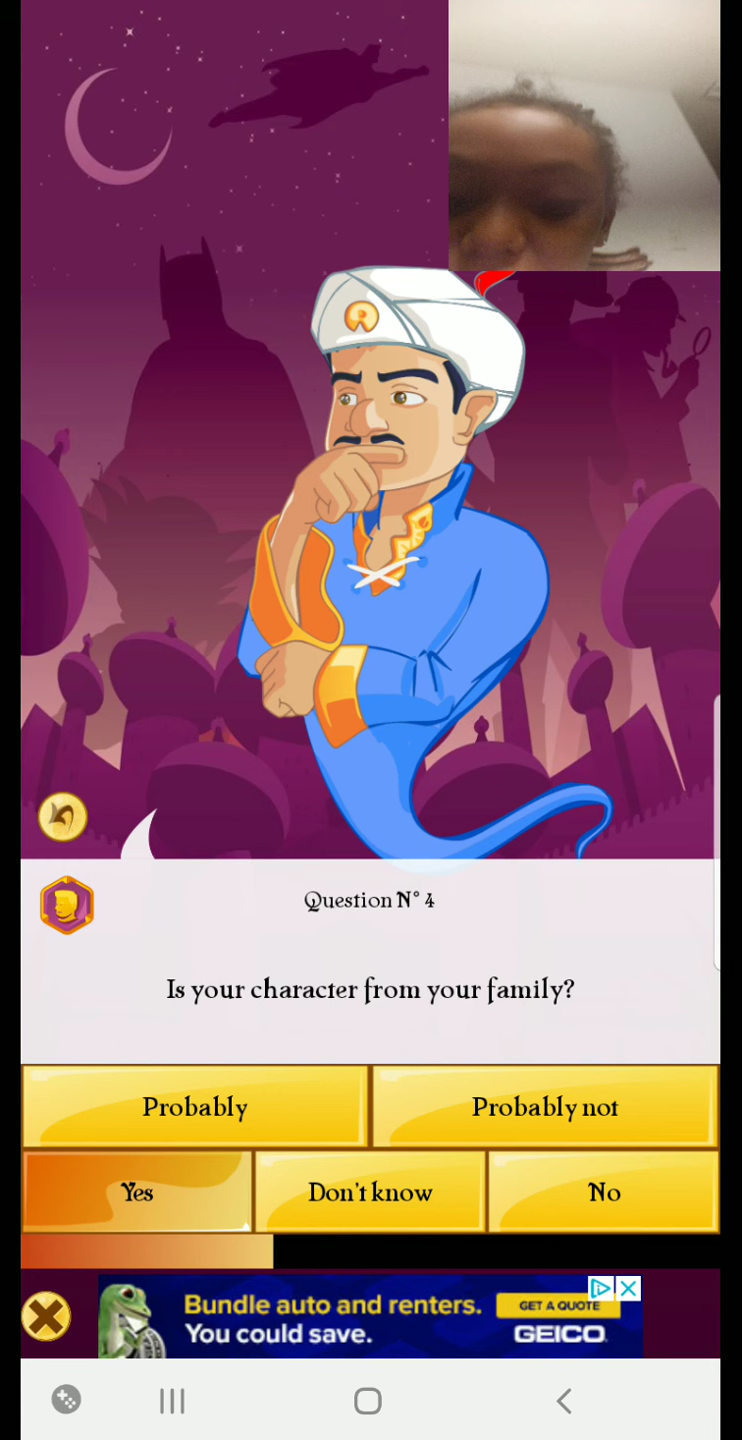 Question N° 4
Is your character from your family?
Probably
Probably not
Yes
Don't know
No
Bundle auto and renters.
You could save.
GET A QUOTE
GEICO